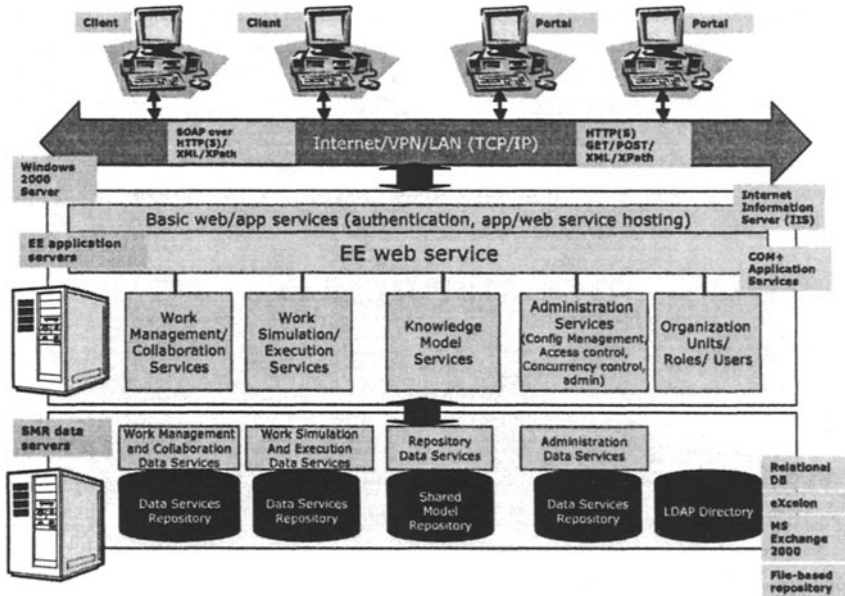 Client
Client
Portal
Portal
SOAP over
HTTP(S)/
XML/XPath
Internet/VPN/LAN (TCP/IP)
HTTP(S)
GET/POST/
XML/XPath
Windows
2000
Server
Internet
Information
Server (IIS)
Basic web/app services (authentication, app/web service hosting)
EE application
servers
EE web service
COM+
Application
Services
Work
Management/
Collaboration
Services
Work
Simulation/
Execution
Services
Knowledge
Model
Services
Administration
Services
(Config Management,
Access control,
Concurrency control,
admin)
Organization
Units/
Roles/ Users
SMR data
servers
Work Management
and Collaboration
Data Services
Work Simulation
And Execution
Data Services
Repository
Data Services
Administration
Data Services
Data Services
Repository
Data Services
Repository
Shared
Model
Repository
Data Services
Repository
LDAP Directory
Relational
DB
eXcelon
MS
Exchange
2000
File-based
repository